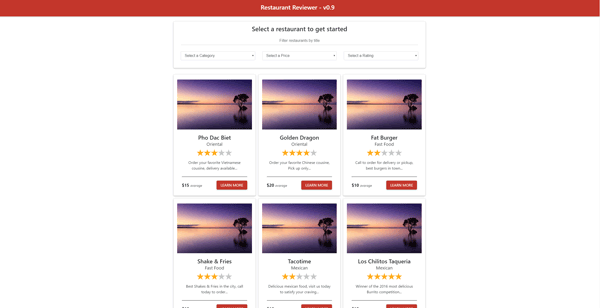 Restaurant Reviewer - v0.9
Select a restaurant to get started
Filter restaurants by title
Select a Category
Select a Price
Select a Rating
Pho Dac Biet
Oriental
Order your favorite Vietnamese
cousine. delivery available...
$15 average
LEARN MORE
Golden Dragon
Oriental
Order your favorite Chinese cousine.
Pick up only...
$20 average
LEARN MORE
Fat Burger
Fast Food
Call to order for delivery or pickup.
best burgers in town...
$10 average
LEARN MORE
Shake & Fries
Fast Food
Best Shakes & Fries in the city, call
today to order...
Tacotime
Mexican
Delicious mexican food, visit us today
to satisfy your craving...
Los Chilitos Taqueria
Mexican
Winner of the 2016 most delicious
Burrito competition...